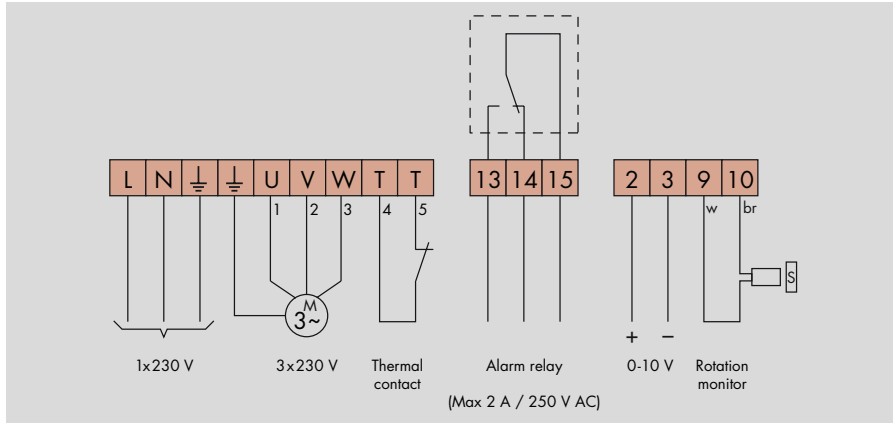 L N U V W T T
13 14 15
2 3 9 10
1 2 3 4 5
w br
M
3~
S
+ −
1x230 V
3x230 V
Thermal
contact
Alarm relay
(Max 2 A / 250 V AC)
0-10 V
Rotation
monitor